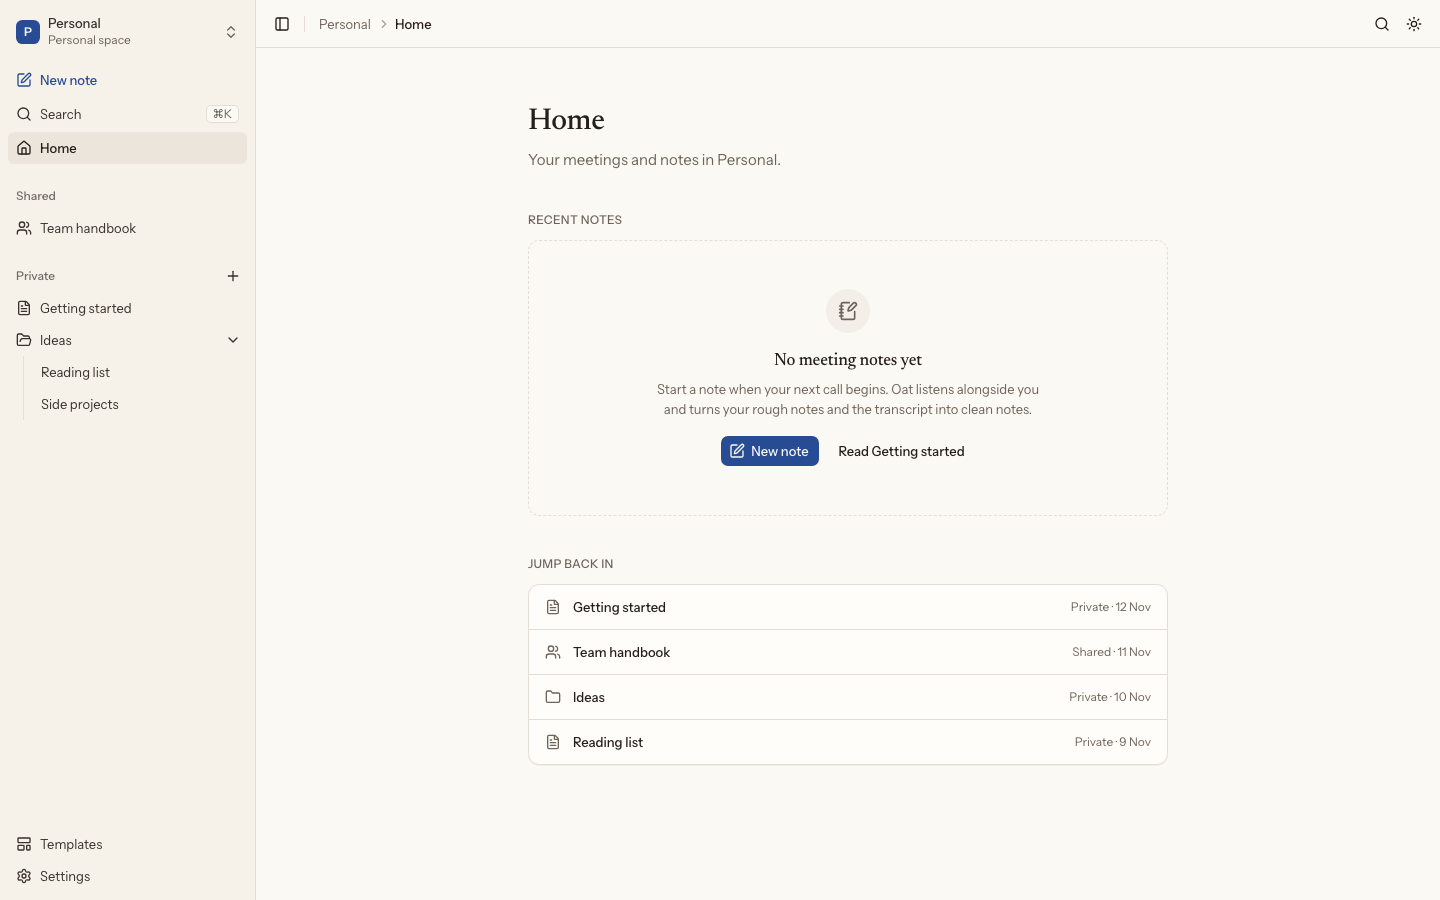 P
Personal
Personal space
New note
Search
⌘K
Home
Shared
Team handbook
Private
Getting started
Ideas
Reading list
Side projects
Templates
Settings
Personal
Home
Home
Your meetings and notes in Personal.
RECENT NOTES
No meeting notes yet
Start a note when your next call begins. Oat listens alongside you
and turns your rough notes and the transcript into clean notes.
New note
Read Getting started
JUMP BACK IN
Getting started
Private · 12 Nov
Team handbook
Shared · 11 Nov
Ideas
Private · 10 Nov
Reading list
Private · 9 Nov